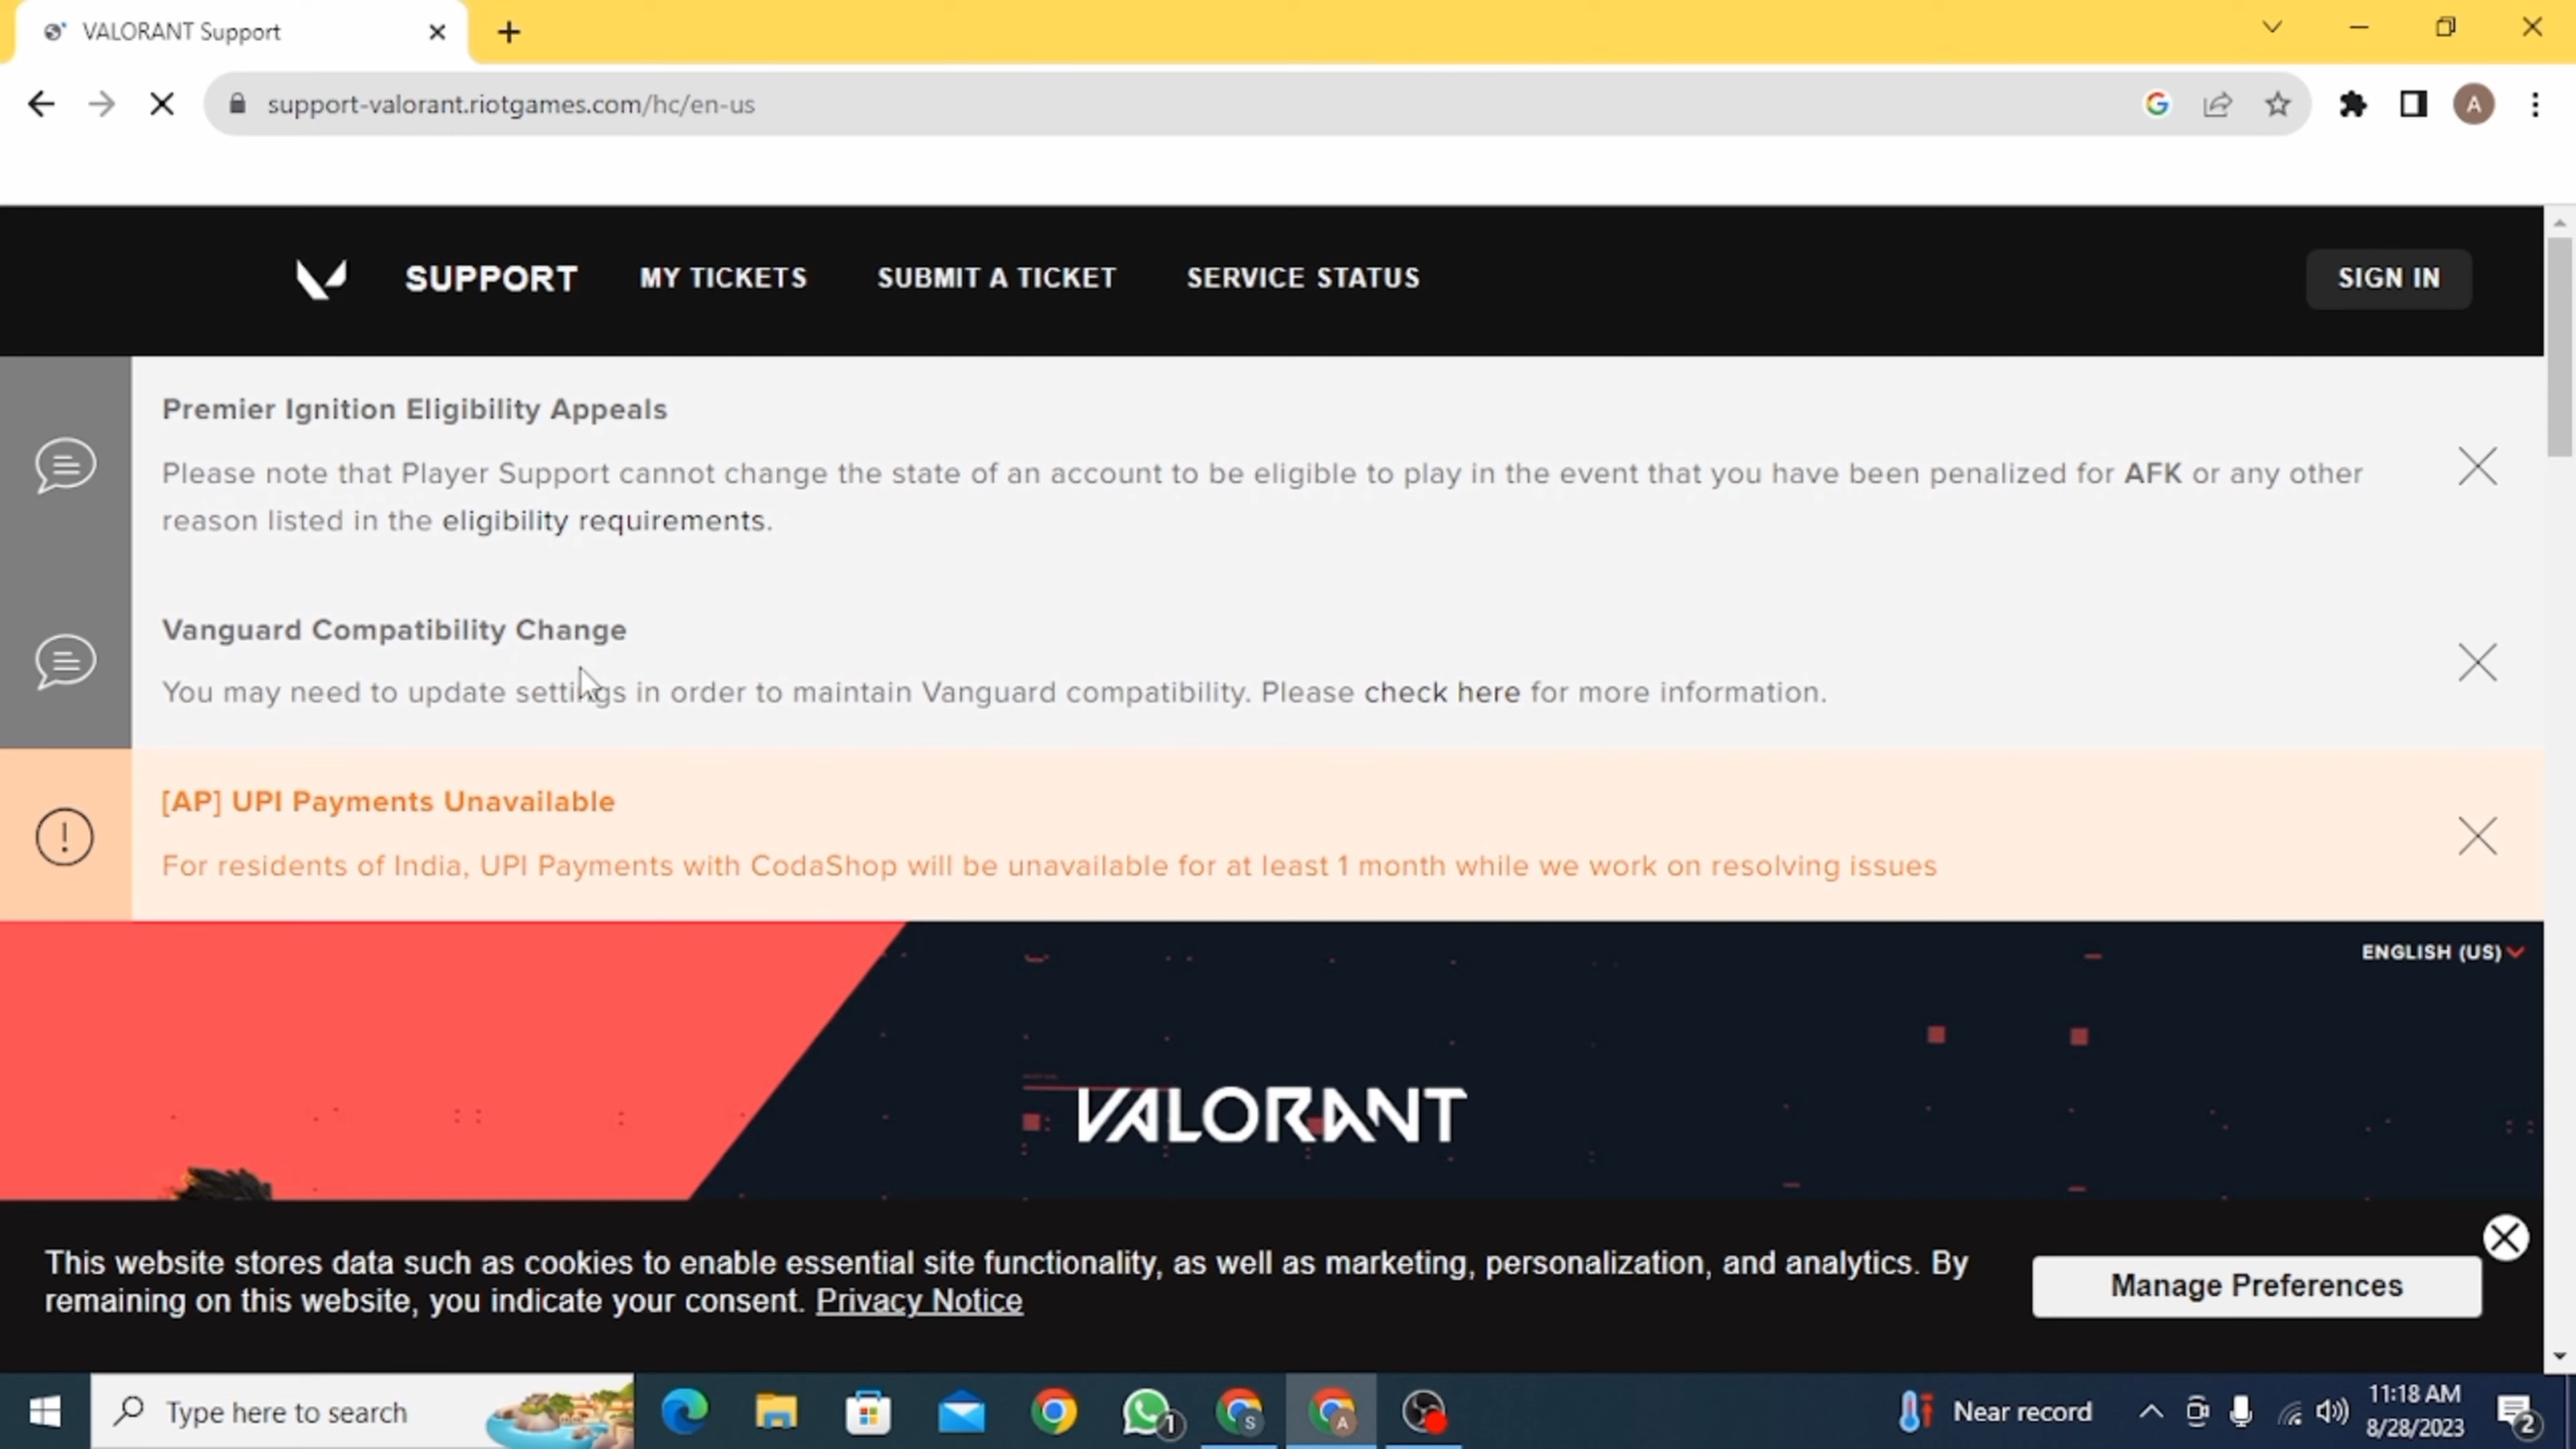 VALORANT Support
support-valorant.riotgames.com/hc/en-us
A
SUPPORT MY TICKETS SUBMIT A TICKET SERVICE STATUS SIGN IN
Premier Ignition Eligibility Appeals
Please note that Player Support cannot change the state of an account to be eligible to play in the event that you have been penalized for AFK or any other
reason listed in the eligibility requirements.
Vanguard Compatibility Change
You may need to update settings in order to maintain Vanguard compatibility. Please check here for more information.
[AP] UPI Payments Unavailable
For residents of India, UPI Payments with CodaShop will be unavailable for at least 1 month while we work on resolving issues
ENGLISH (US)
VALORANT
This website stores data such as cookies to enable essential site functionality, as well as marketing, personalization, and analytics. By
remaining on this website, you indicate your consent. Privacy Notice
Manage Preferences
Type here to search
1
S
A
Near record
11:18 AM
8/28/2023
2